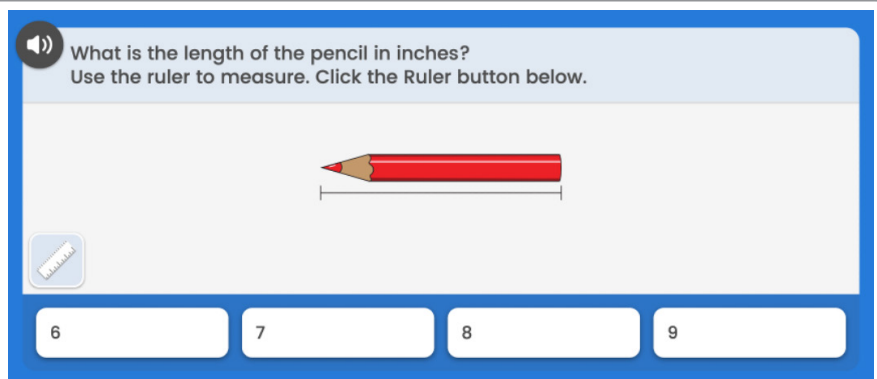 What is the length of the pencil in inches?
Use the ruler to measure. Click the Ruler button below.
6
7
8
9